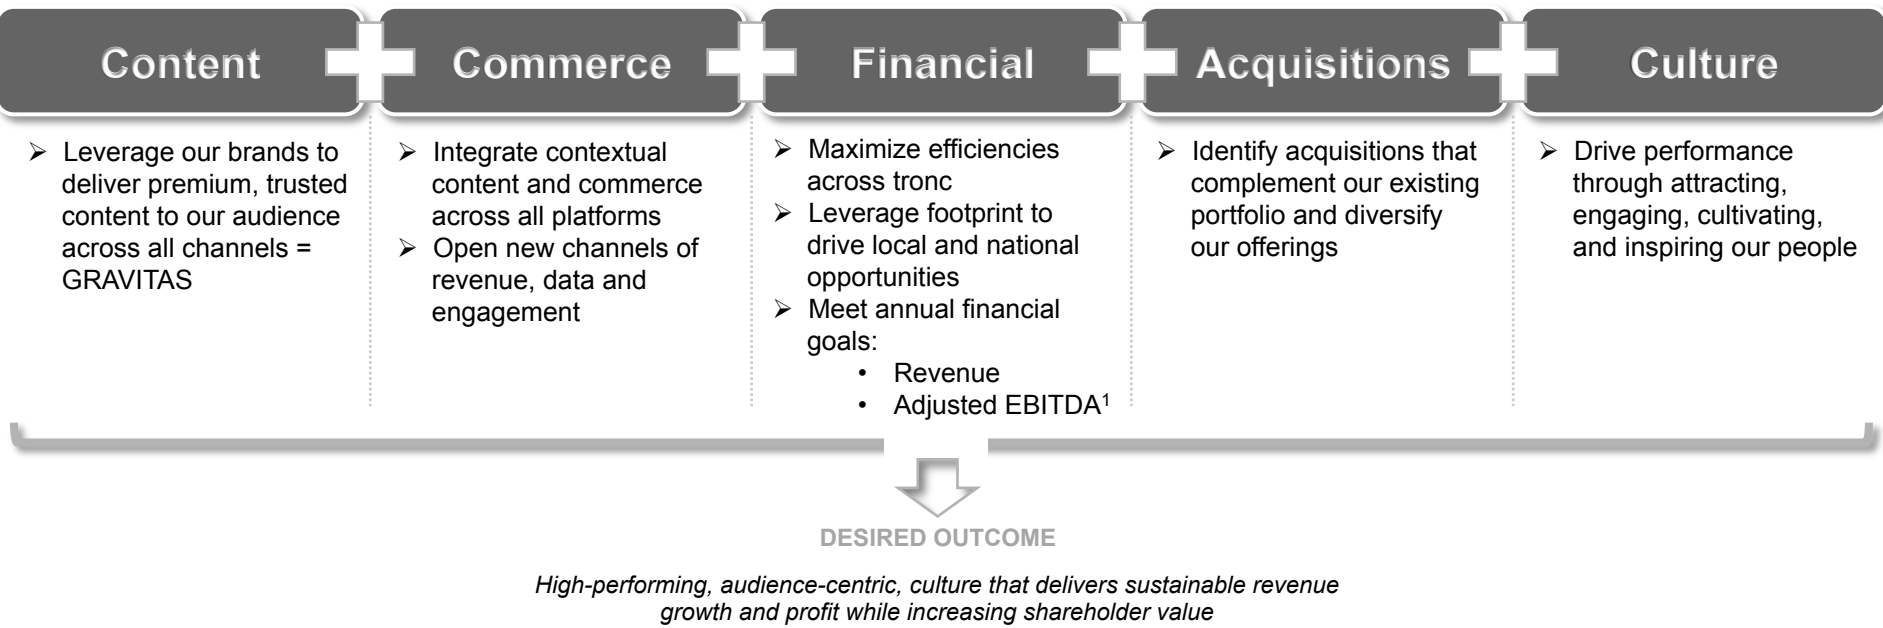 Content
Commerce
Financial
Acquisitions
Culture
➢ Leverage our brands to
deliver premium, trusted
content to our audience
across all channels =
GRAVITAS
➢ Integrate contextual
content and commerce
across all platforms
➢ Open new channels of
revenue, data and
engagement
➢ Maximize efficiencies
across tronc
➢ Leverage footprint to
drive local and national
opportunities
➢ Meet annual financial
goals:
• Revenue
• Adjusted EBITDA¹
➢ Identify acquisitions that
complement our existing
portfolio and diversify
our offerings
➢ Drive performance
through attracting,
engaging, cultivating,
and inspiring our people
DESIRED OUTCOME
High-performing, audience-centric, culture that delivers sustainable revenue
growth and profit while increasing shareholder value